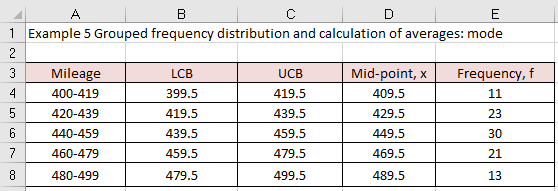 A B C D E
1 Example 5 Grouped frequency distribution and calculation of averages: mode
2
3 Mileage LCB UCB Mid-point, x Frequency, f
4 400-419 399.5 419.5 409.5 11
5 420-439 419.5 439.5 429.5 23
6 440-459 439.5 459.5 449.5 30
7 460-479 459.5 479.5 469.5 21
8 480-499 479.5 499.5 489.5 13